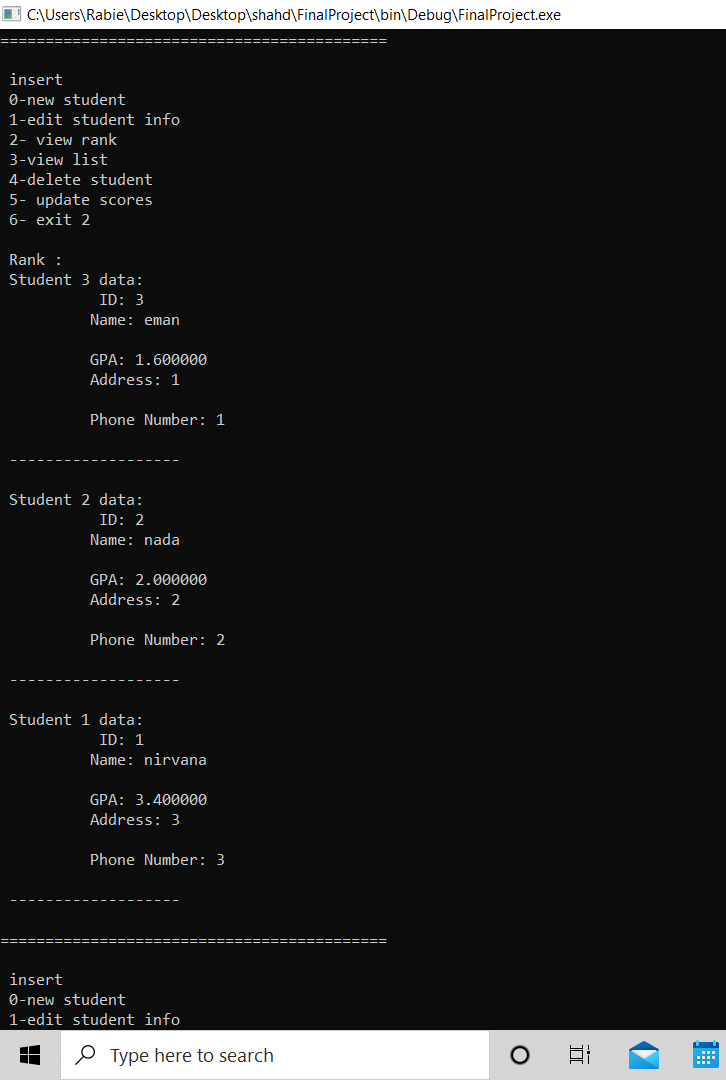 C:\Users\Rabie\Desktop\Desktop\shahd\FinalProject\bin\Debug\FinalProject.exe
===========================================
insert
0-new student
1-edit student info
2- view rank
3-view list
4-delete student
5- update scores
6- exit 2
Rank :
Student 3 data:
ID: 3
Name: eman
GPA: 1.600000
Address: 1
Phone Number: 1
-------------------
Student 2 data:
ID: 2
Name: nada
GPA: 2.000000
Address: 2
Phone Number: 2
-------------------
Student 1 data:
ID: 1
Name: nirvana
GPA: 3.400000
Address: 3
Phone Number: 3
-------------------
===========================================
insert
0-new student
1-edit student info
Type here to search